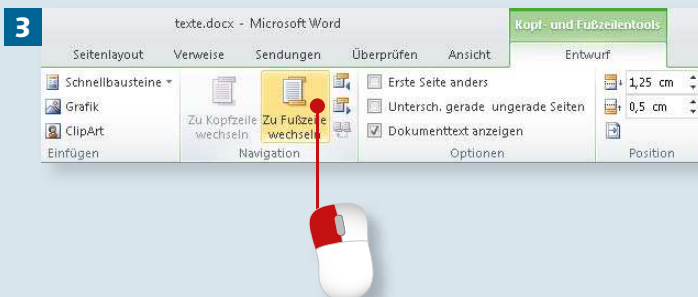 3
texte.docx - Microsoft Word
Kopf- und Fußzeilentools
Seitenlayout Verweise Sendungen Überprüfen Ansicht Entwurf
Schnellbausteine
Grafik
ClipArt
Einfügen
Zu Kopfzeile
wechseln
Zu Fußzeile
wechseln
Navigation
Erste Seite anders
Untersch. gerade ungerade Seiten
Dokumenttext anzeigen
Optionen
1,25 cm
0,5 cm
Position